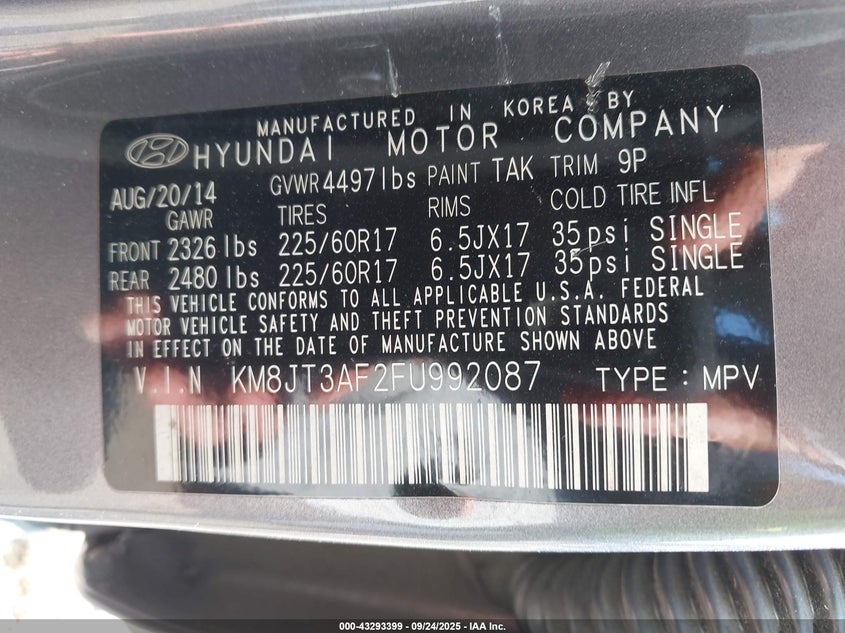 MANUFACTURED IN KOREA BY
HYUNDAI MOTOR COMPANY
AUG/20/14 GVWR 4497lbs PAINT TAK TRIM 9P
GAWR TIRES RIMS COLD TIRE INFL
FRONT 2326 lbs 225/60R17 6.5JX17 35psi SINGLE
REAR 2480 lbs 225/60R17 6.5JX17 35psi SINGLE
THIS VEHICLE CONFORMS TO ALL APPLICABLE U.S.A. FEDERAL
MOTOR VEHICLE SAFETY AND THEFT PREVENTION STANDARDS
IN EFFECT ON THE DATE OF MANUFACTURE SHOWN ABOVE
V.I.N KM8JT3AF2FU992087 TYPE : MPV
000-43293399 - 09/24/2025 - IAA Inc.